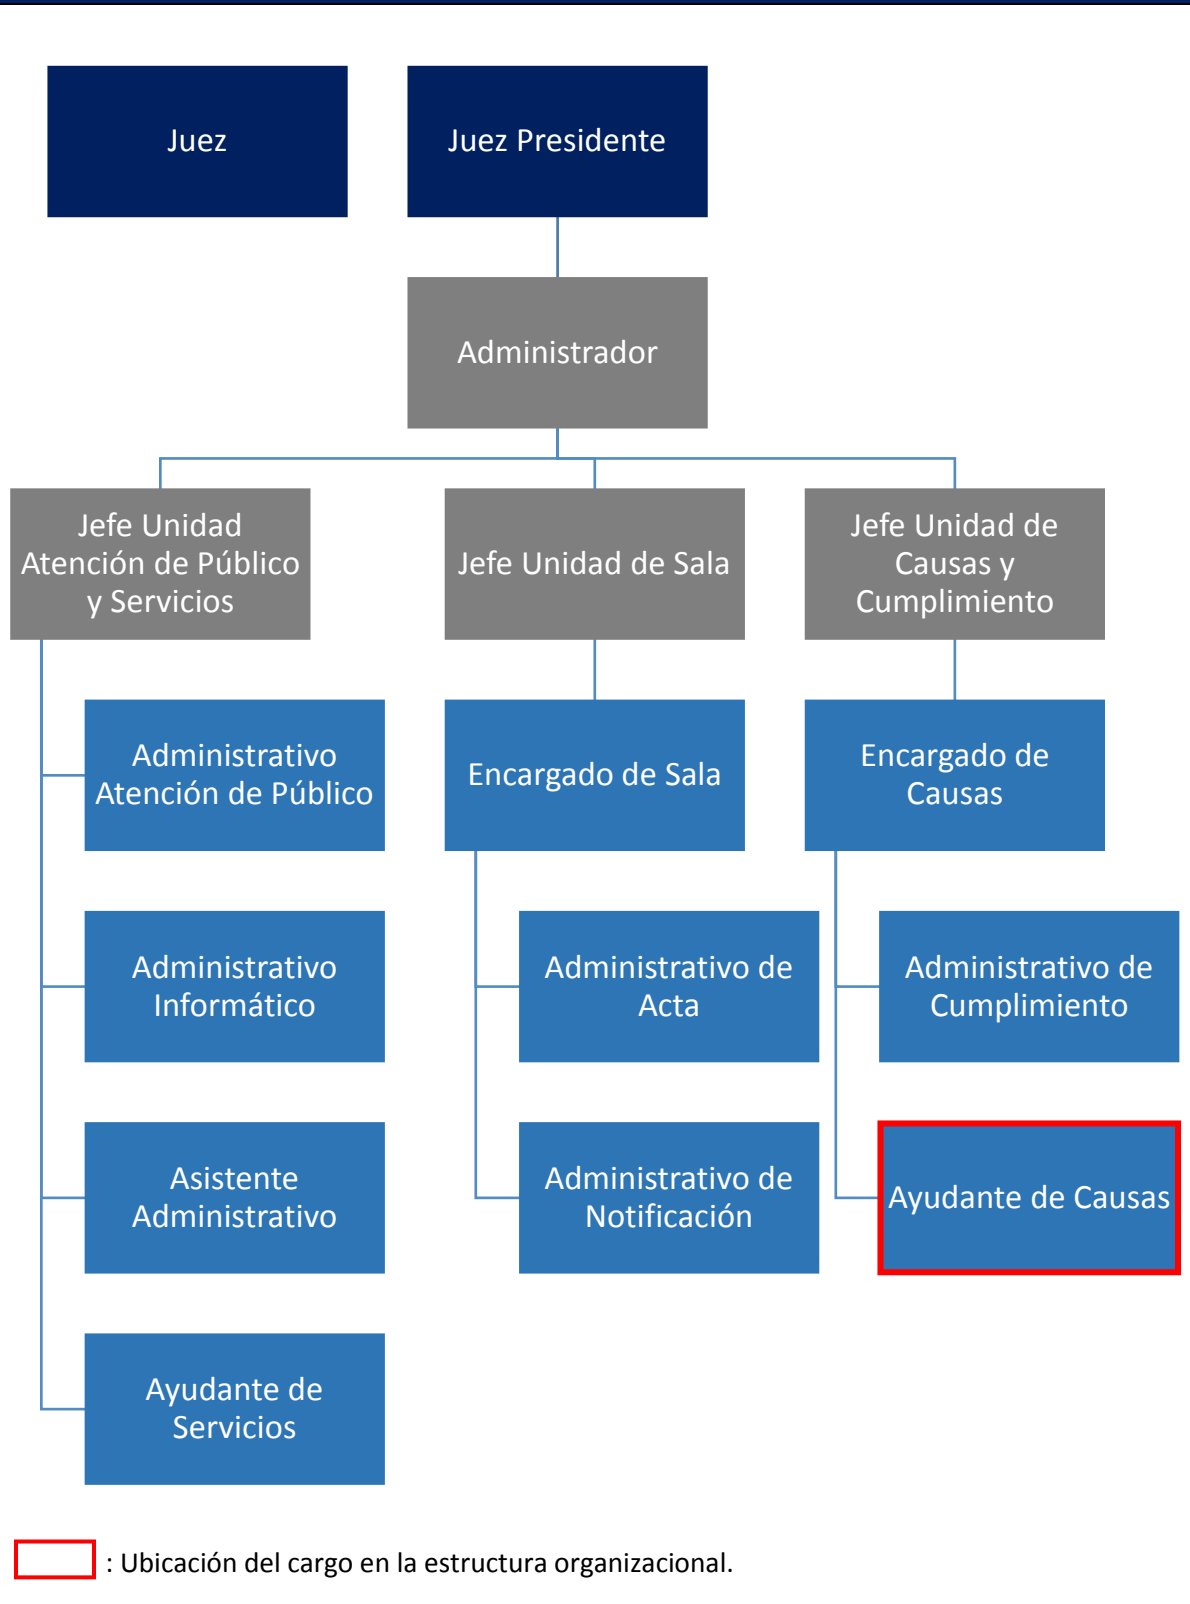 Juez
Juez Presidente
Administrador
Jefe Unidad
Atención de Público
y Servicios
Jefe Unidad de Sala
Jefe Unidad de
Causas y
Cumplimiento
Administrativo
Atención de Público
Encargado de Sala
Encargado de
Causas
Administrativo
Informático
Administrativo de
Acta
Administrativo de
Cumplimiento
Asistente
Administrativo
Administrativo de
Notificación
Ayudante de Causas
Ayudante de
Servicios
: Ubicación del cargo en la estructura organizacional.